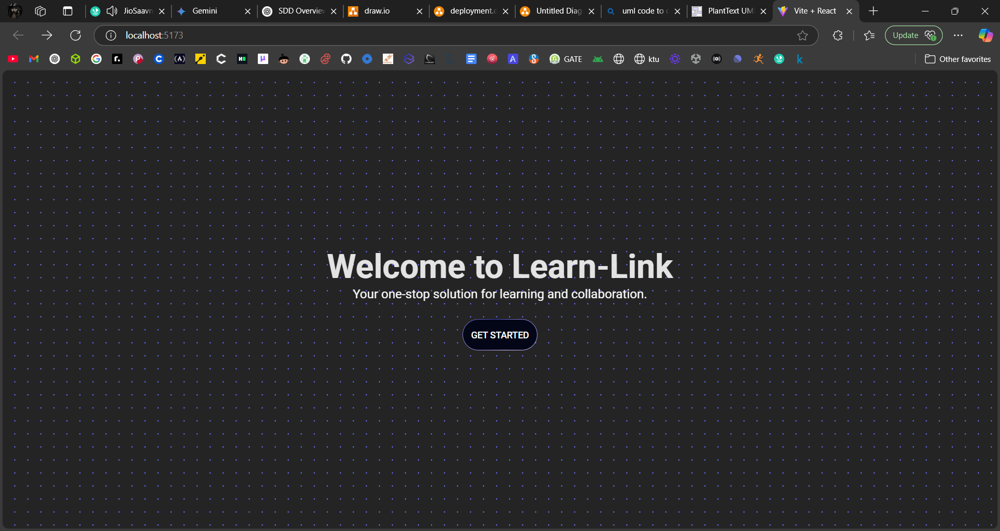 JioSaavn
Gemini
SDD Overview
draw.io
deployment.
Untitled Diag
uml code to
PlantText UM
Vite + React
localhost:5173
Update
GATE
ktu
Other favorites
Welcome to Learn-Link
Your one-stop solution for learning and collaboration.
GET STARTED